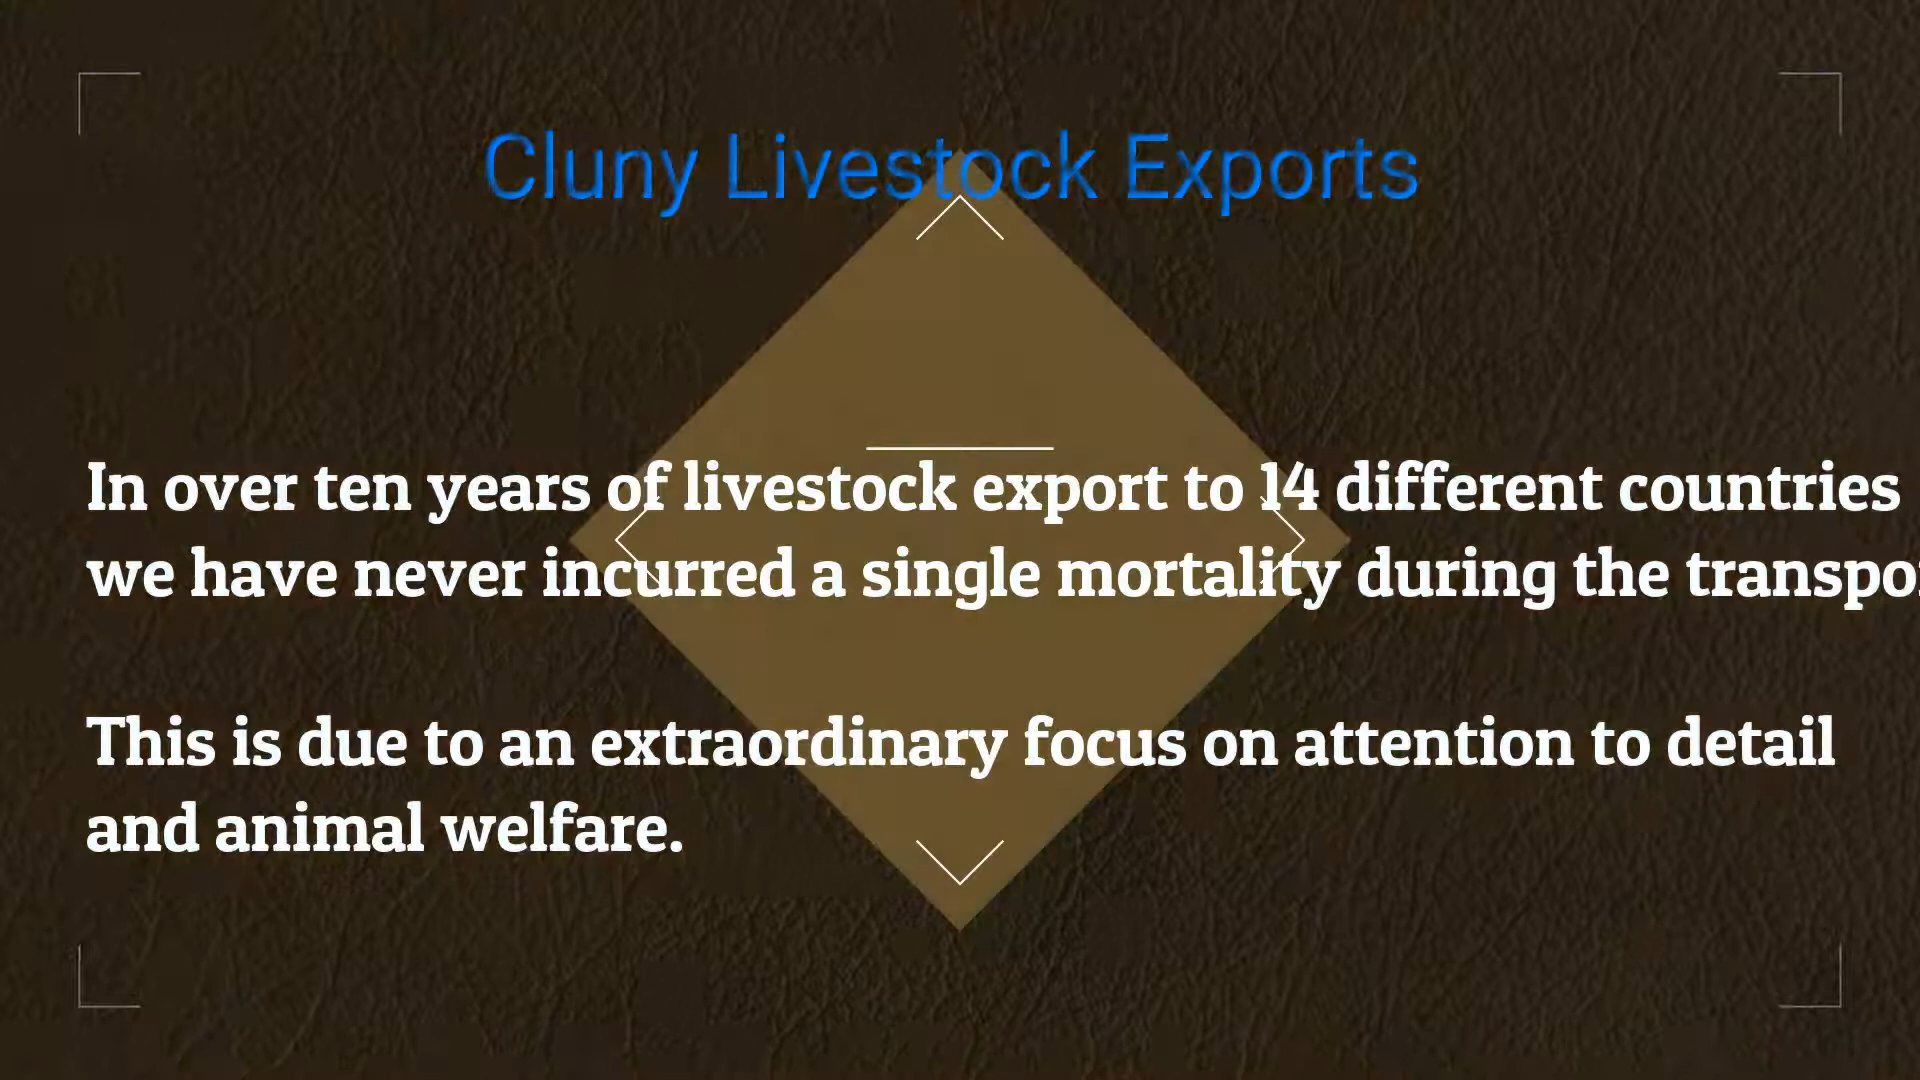 Cluny Livestock Exports
In over ten years of livestock export to 14 different countries
we have never incurred a single mortality during the
This is due to an extraordinary focus on attention to detail
and animal welfare.